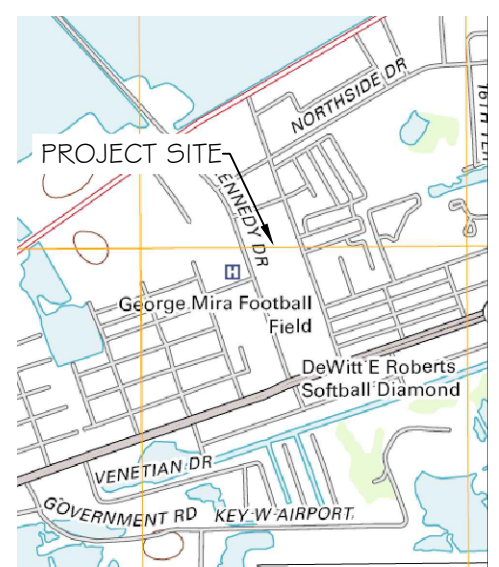 NORTHSIDE DR
PROJECT SITE
ENNEDY DR
H
George Mira Football
Field
DeWitt E Roberts
Softball Diamond
VENETIAN DR
GOVERNMENT RD
KEY W AIRPORT